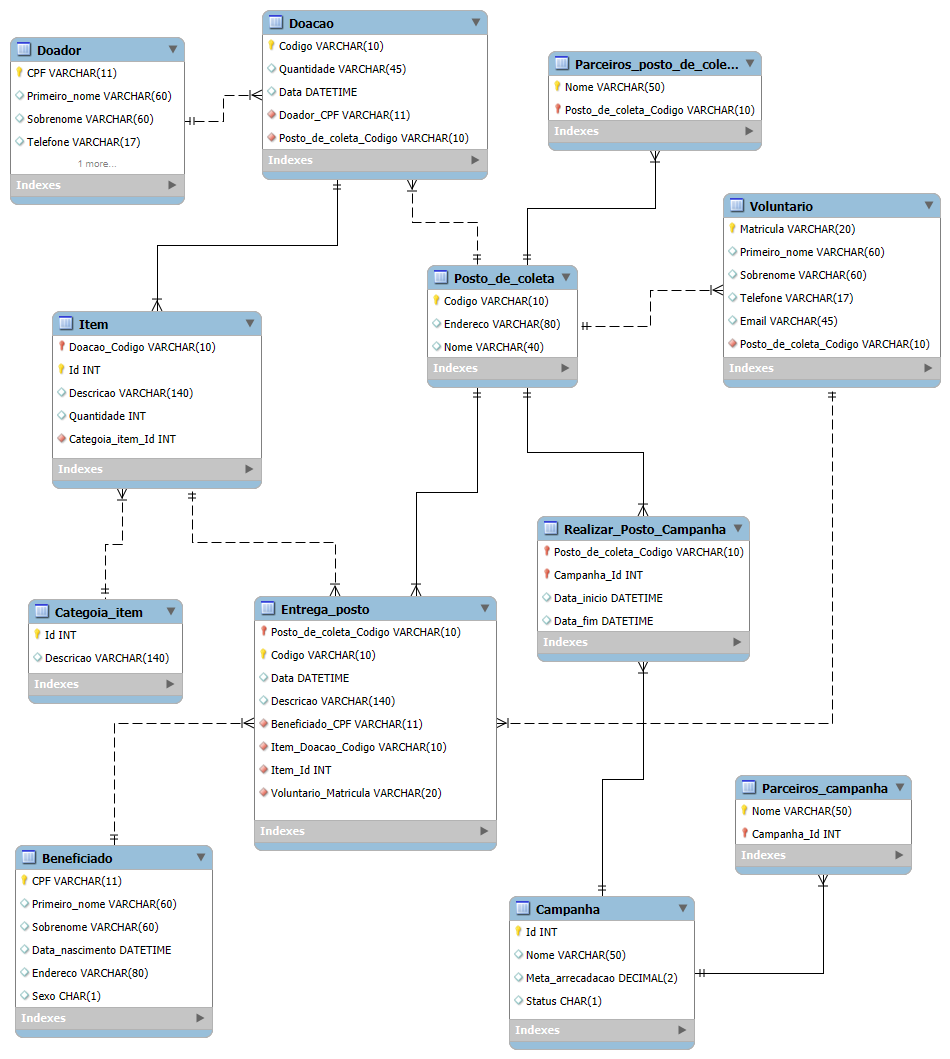 Doador
CPF VARCHAR(11)
Primeiro_nome VARCHAR(60)
Sobrenome VARCHAR(60)
Telefone VARCHAR(17)
1 more...
Indexes
Doacao
Codigo VARCHAR(10)
Quantidade VARCHAR(45)
Data DATETIME
Doador_CPF VARCHAR(11)
Posto_de_coleta_Codigo VARCHAR(10)
Indexes
Parceiros_posto_de_cole...
Nome VARCHAR(50)
Posto_de_coleta_Codigo VARCHAR(10)
Indexes
Voluntario
Matricula VARCHAR(20)
Primeiro_nome VARCHAR(60)
Sobrenome VARCHAR(60)
Telefone VARCHAR(17)
Email VARCHAR(45)
Posto_de_coleta_Codigo VARCHAR(10)
Indexes
Posto_de_coleta
Codigo VARCHAR(10)
Endereco VARCHAR(80)
Nome VARCHAR(40)
Indexes
Item
Doacao_Codigo VARCHAR(10)
Id INT
Descricao VARCHAR(140)
Quantidade INT
Categoia_item_Id INT
Indexes
Realizar_Posto_Campanha
Posto_de_coleta_Codigo VARCHAR(10)
Campanha_Id INT
Data_inicio DATETIME
Data_fim DATETIME
Indexes
Categoia_item
Id INT
Descricao VARCHAR(140)
Indexes
Entrega_posto
Posto_de_coleta_Codigo VARCHAR(10)
Codigo VARCHAR(10)
Data DATETIME
Descricao VARCHAR(140)
Beneficiado_CPF VARCHAR(11)
Item_Doacao_Codigo VARCHAR(10)
Item_Id INT
Voluntario_Matricula VARCHAR(20)
Indexes
Parceiros_campanha
Nome VARCHAR(50)
Campanha_Id INT
Indexes
Beneficiado
CPF VARCHAR(11)
Primeiro_nome VARCHAR(60)
Sobrenome VARCHAR(60)
Data_nascimento DATETIME
Endereco VARCHAR(80)
Sexo CHAR(1)
Indexes
Campanha
Id INT
Nome VARCHAR(50)
Meta_arrecadacao DECIMAL(2)
Status CHAR(1)
Indexes